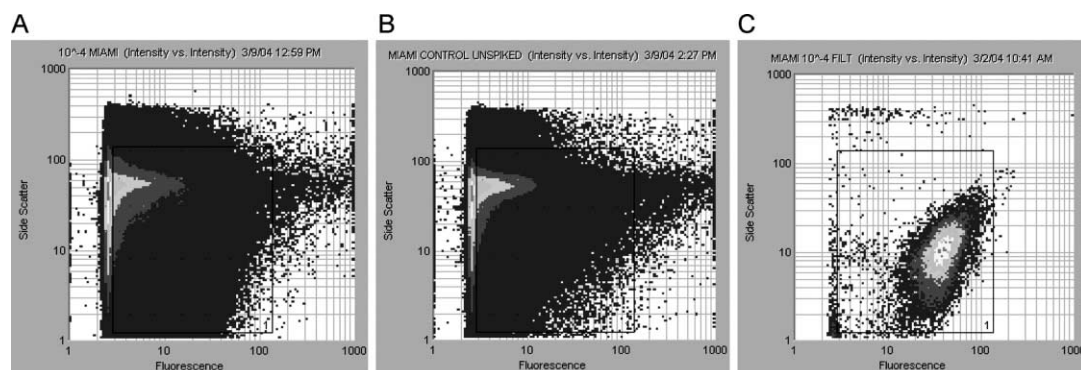 A
10^-4 MIAMI (Intensity vs. Intensity) 3/9/04 12:59 PM
1000
100
10
1
Side Scatter
1
10
100
1000
Fluorescence
B
MIAMI CONTROL UNSPIKED (Intensity vs. Intensity) 3/9/04 2:27 PM
1000
100
10
1
Side Scatter
1
10
100
1000
Fluorescence
C
MIAMI 10^-4 FILT (Intensity vs. Intensity) 3/2/04 10:41 AM
1000
100
10
1
Side Scatter
1
1
10
100
1000
Fluorescence